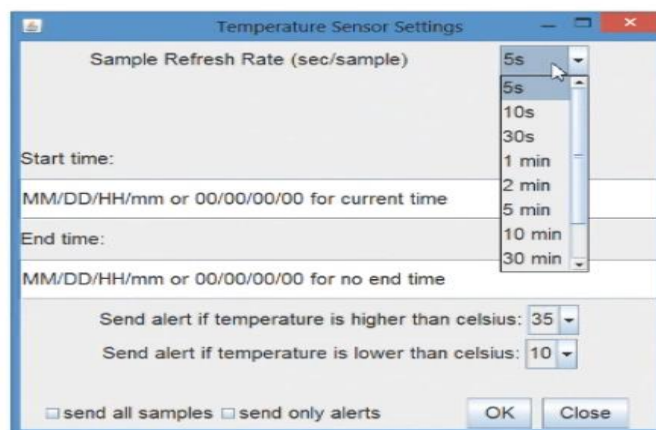 Temperature Sensor Settings
Sample Refresh Rate (sec/sample) 5s
5s
10s
30s
1 min
2 min
5 min
10 min
30 min
Start time:
MM/DD/HH/mm or 00/00/00/00 for current time
End time:
MM/DD/HH/mm or 00/00/00/00 for no end time
Send alert if temperature is higher than celsius: 35
Send alert if temperature is lower than celsius: 10
send all samples send only alerts OK Close